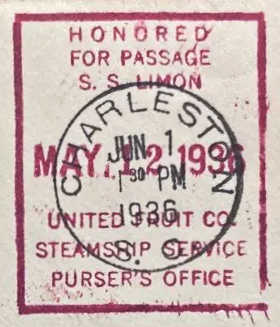 HONORED
FOR PASSAGE
S. S. LIMON
CHARLESTON
JUN 1
1 30 PM
1936
S. C.
MAY 12 1936
UNITED FRUIT CO.
STEAMSHIP SERVICE
PURSER'S OFFICE